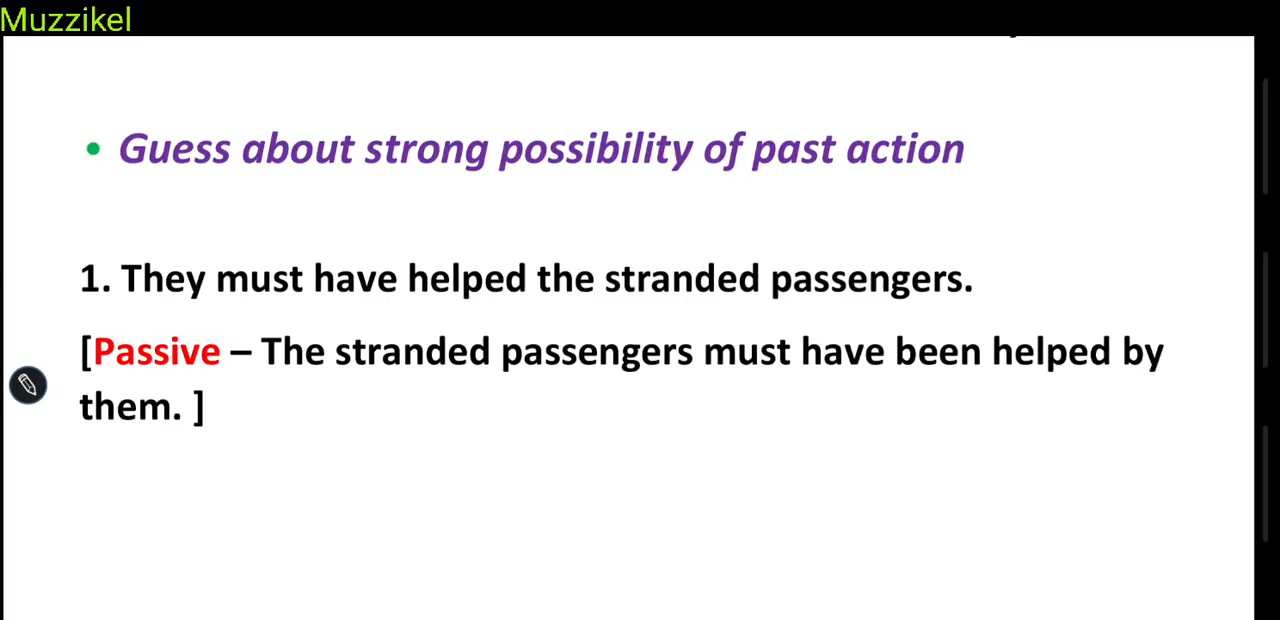 Muzzikel
• Guess about strong possibility of past action
1. They must have helped the stranded passengers.
[Passive – The stranded passengers must have been helped by
them. ]